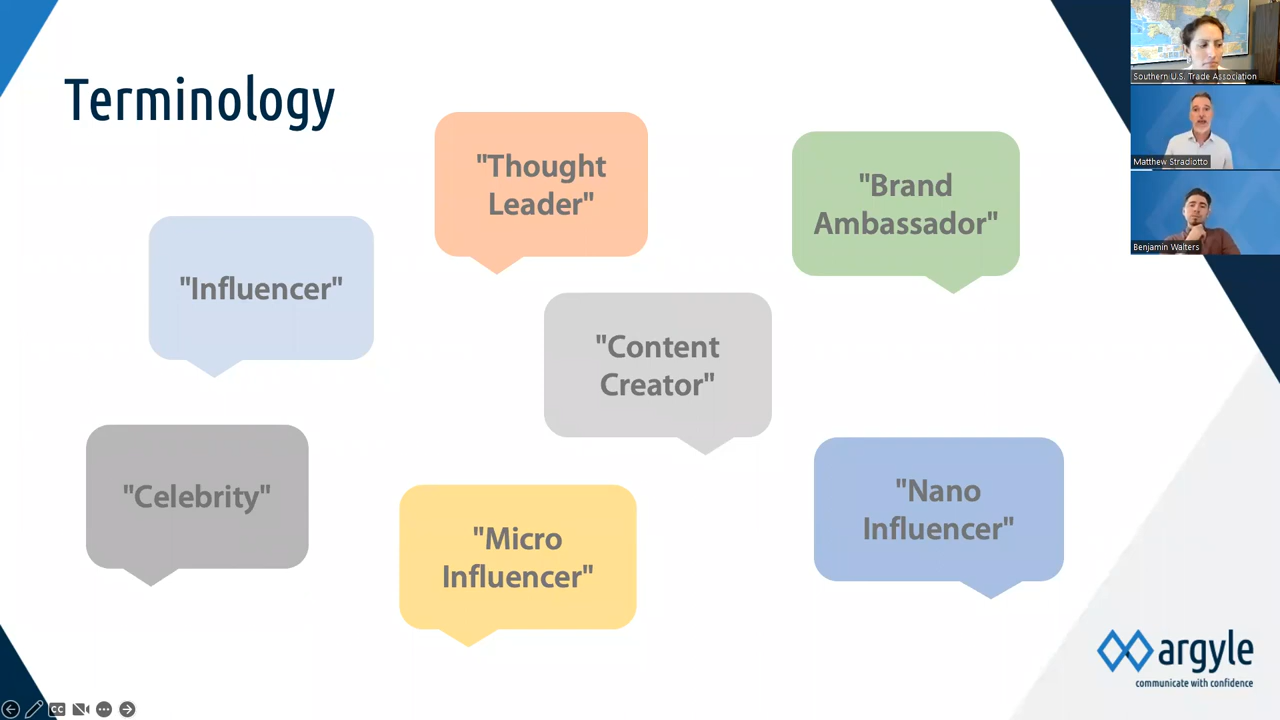 Terminology
"Thought
Leader"
"Brand
Ambassador"
"Influencer"
"Content
Creator"
"Celebrity"
"Micro
Influencer"
"Nano
Influencer"
Southern U.S. Trade Association
Matthew Stradiotto
Benjamin Walters
argyle
communicate with confidence
CC